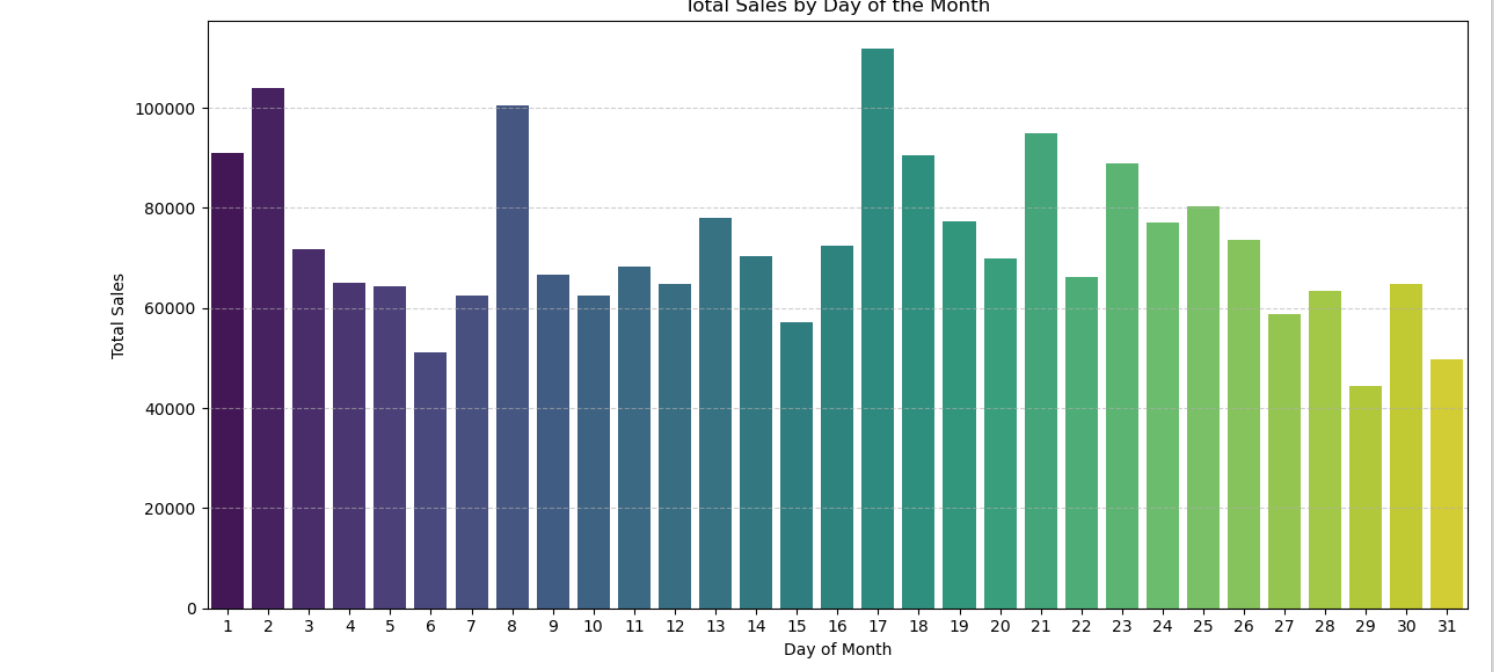 Total Sales by Day of the Month
100000
80000
60000
40000
20000
0
Total Sales
1 2 3 4 5 6 7 8 9 10 11 12 13 14 15 16 17 18 19 20 21 22 23 24 25 26 27 28 29 30 31
Day of Month